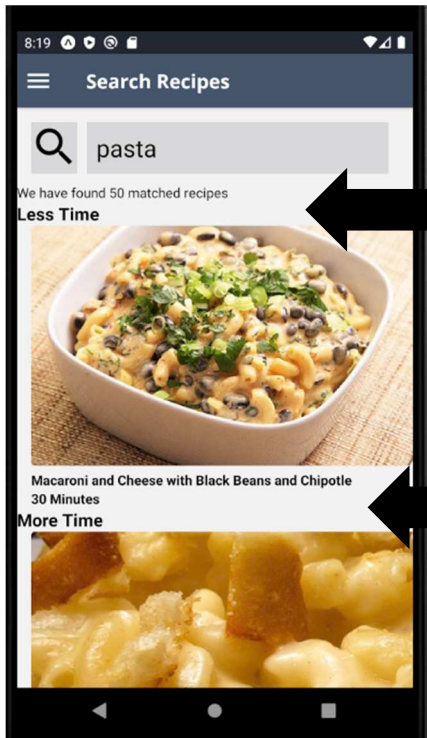 8:19
Search Recipes
pasta
We have found 50 matched recipes
Less Time
Macaroni and Cheese with Black Beans and Chipotle
30 Minutes
More Time